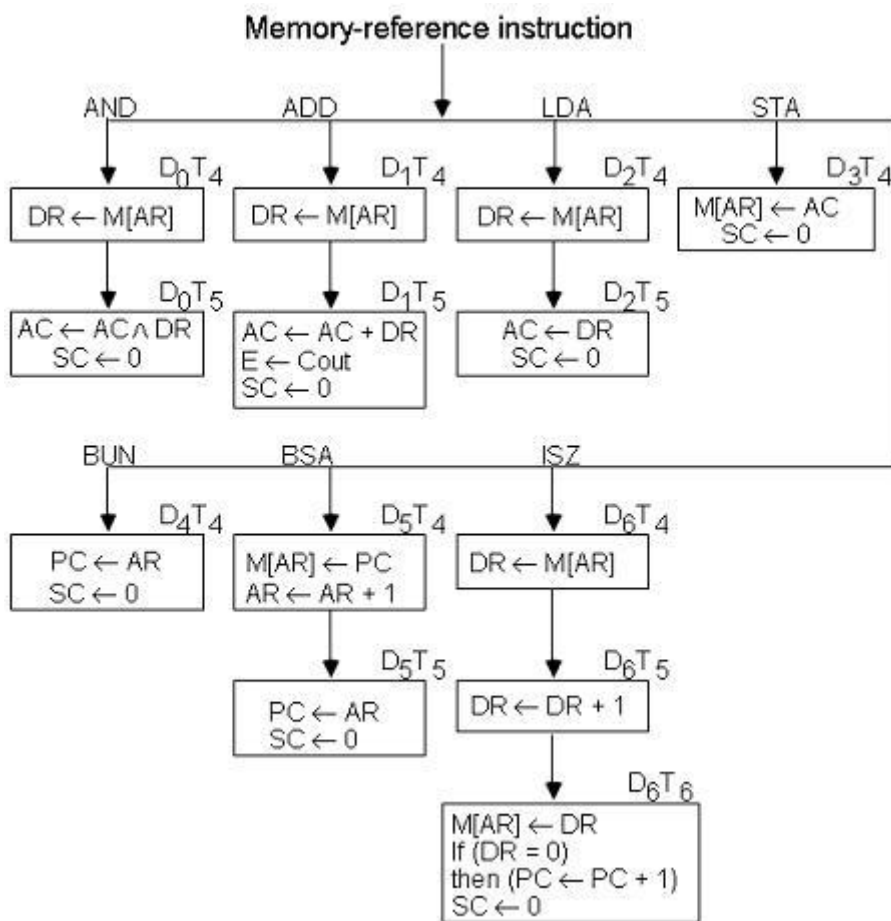 Memory-reference instruction
AND ADD LDA STA
D₀T₄ D₁T₄ D₂T₄ D₃T₄
DR ← M[AR] DR ← M[AR] DR ← M[AR] M[AR] ← AC
SC ← 0
D₀T₅ D₁T₅ D₂T₅
AC ← AC ∧ DR
SC ← 0
AC ← AC + DR
E ← Cout
SC ← 0
AC ← DR
SC ← 0
BUN BSA ISZ
D₄T₄ D₅T₄ D₆T₄
PC ← AR
SC ← 0
M[AR] ← PC
AR ← AR + 1
DR ← M[AR]
D₅T₅ D₆T₅
PC ← AR
SC ← 0
DR ← DR + 1
D₆T₆
M[AR] ← DR
If (DR = 0)
then (PC ← PC + 1)
SC ← 0